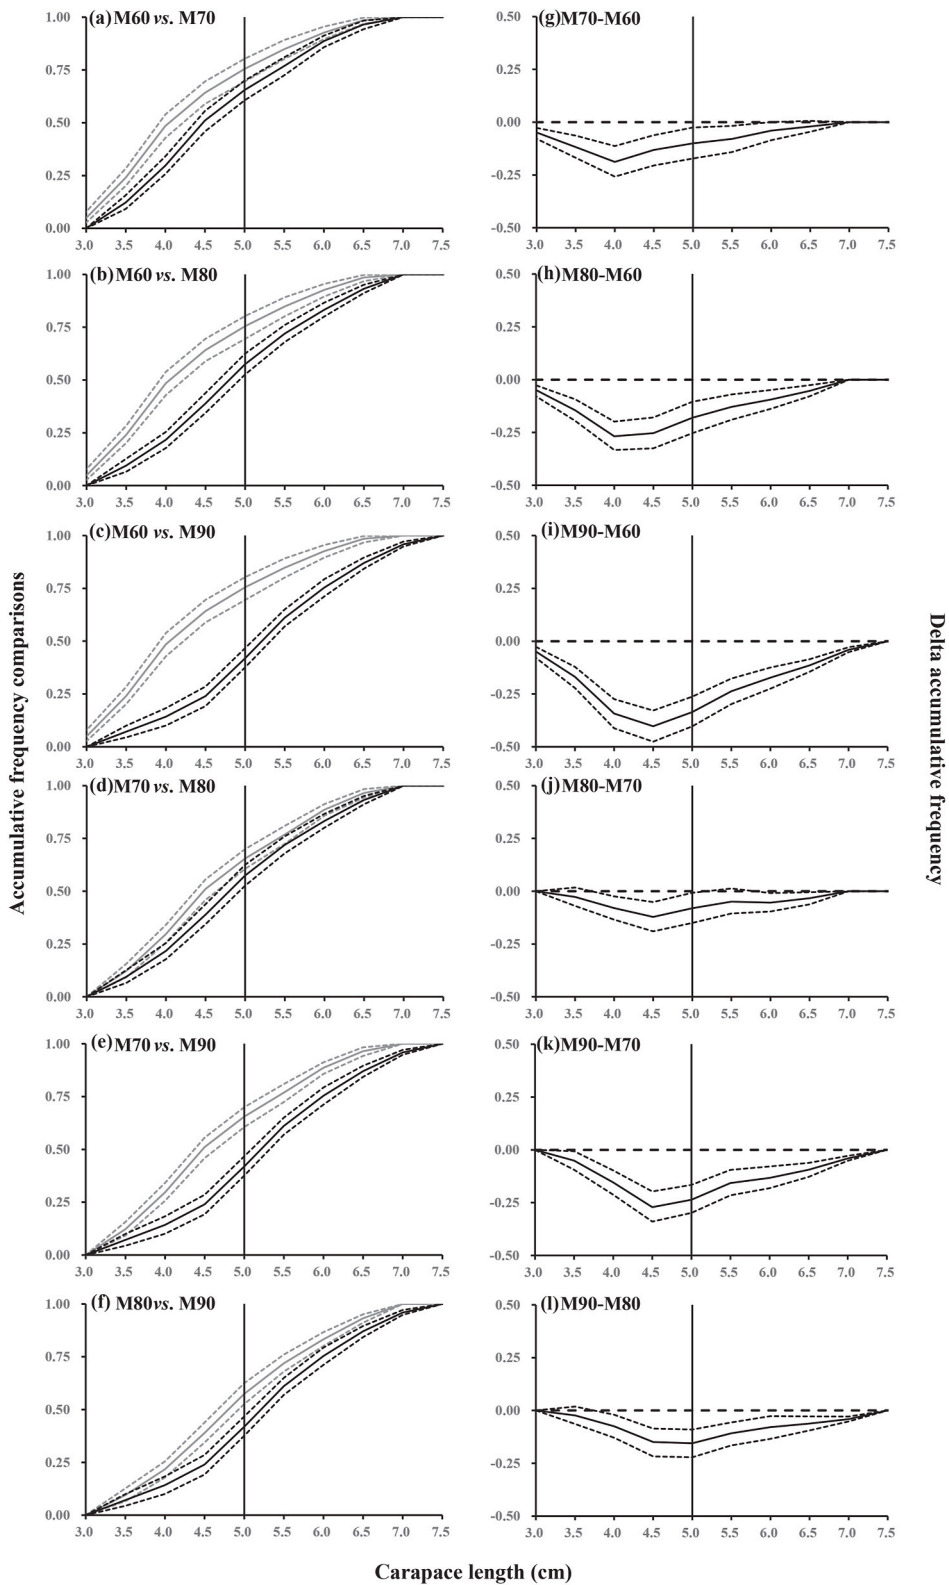 (a) M60 vs. M70
1.00
0.75
0.50
0.25
0.00
3.0 3.5 4.0 4.5 5.0 5.5 6.0 6.5 7.0 7.5
(g) M70-M60
0.50
0.25
0.00
-0.25
-0.50
3.0 3.5 4.0 4.5 5.0 5.5 6.0 6.5 7.0 7.5
(b) M60 vs. M80
1.00
0.75
0.50
0.25
0.00
3.0 3.5 4.0 4.5 5.0 5.5 6.0 6.5 7.0 7.5
(h) M80-M60
0.50
0.25
0.00
-0.25
-0.50
3.0 3.5 4.0 4.5 5.0 5.5 6.0 6.5 7.0 7.5
(c) M60 vs. M90
1.00
0.75
0.50
0.25
0.00
3.0 3.5 4.0 4.5 5.0 5.5 6.0 6.5 7.0 7.5
(i) M90-M60
0.50
0.25
0.00
-0.25
-0.50
3.0 3.5 4.0 4.5 5.0 5.5 6.0 6.5 7.0 7.5
(d) M70 vs. M80
1.00
0.75
0.50
0.25
0.00
3.0 3.5 4.0 4.5 5.0 5.5 6.0 6.5 7.0 7.5
(j) M80-M70
0.50
0.25
0.00
-0.25
-0.50
3.0 3.5 4.0 4.5 5.0 5.5 6.0 6.5 7.0 7.5
(e) M70 vs. M90
1.00
0.75
0.50
0.25
0.00
3.0 3.5 4.0 4.5 5.0 5.5 6.0 6.5 7.0 7.5
(k) M90-M70
0.50
0.25
0.00
-0.25
-0.50
3.0 3.5 4.0 4.5 5.0 5.5 6.0 6.5 7.0 7.5
(f) M80 vs. M90
1.00
0.75
0.50
0.25
0.00
3.0 3.5 4.0 4.5 5.0 5.5 6.0 6.5 7.0 7.5
(l) M90-M80
0.50
0.25
0.00
-0.25
-0.50
3.0 3.5 4.0 4.5 5.0 5.5 6.0 6.5 7.0 7.5
Accumulative frequency comparisons
Delta accumulative frequency
Carapace length (cm)